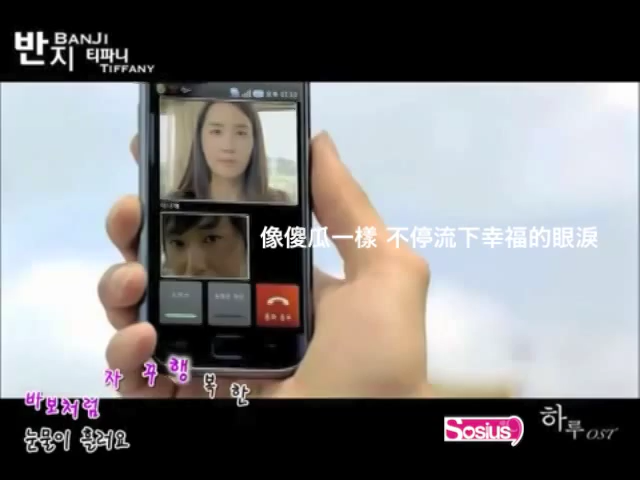 반지 BANJI
티파니 TIFFANY
像傻瓜一樣 不停流下幸福的眼淚
바보처럼 자꾸 행복한
눈물이 흘러요
Sosius
하루 OST